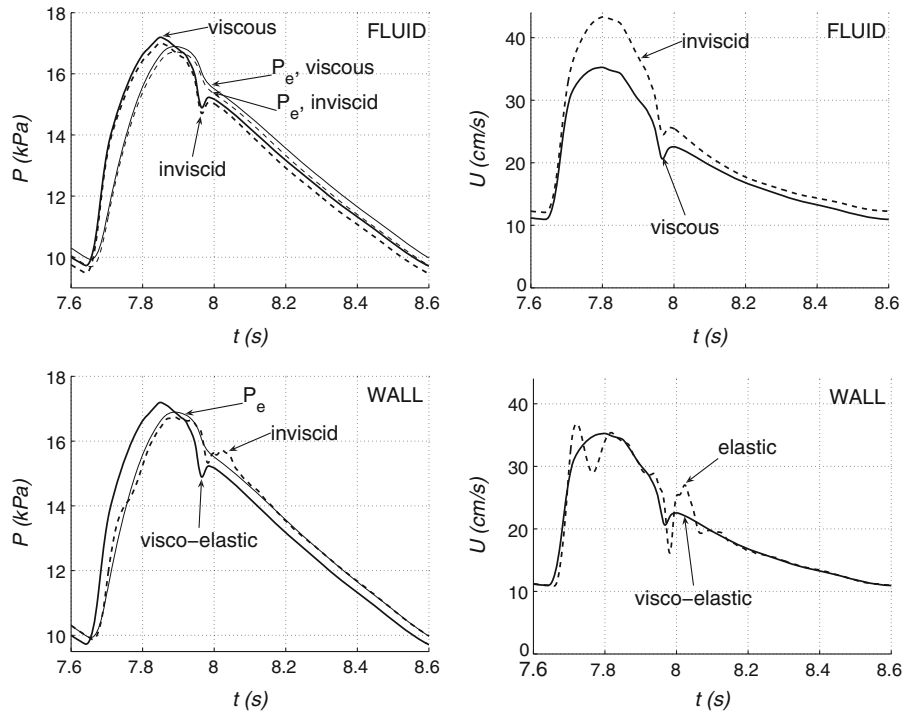 viscous
FLUID
P_e, viscous
P_e, inviscid
inviscid
P (kPa)
18
16
14
12
10
7.6 7.8 8 8.2 8.4 8.6
t (s)
FLUID
inviscid
viscous
U (cm/s)
40
30
20
10
0
7.6 7.8 8 8.2 8.4 8.6
t (s)
WALL
P_e
inviscid
visco-elastic
P (kPa)
18
16
14
12
10
7.6 7.8 8 8.2 8.4 8.6
t (s)
WALL
elastic
visco-elastic
U (cm/s)
40
30
20
10
0
7.6 7.8 8 8.2 8.4 8.6
t (s)